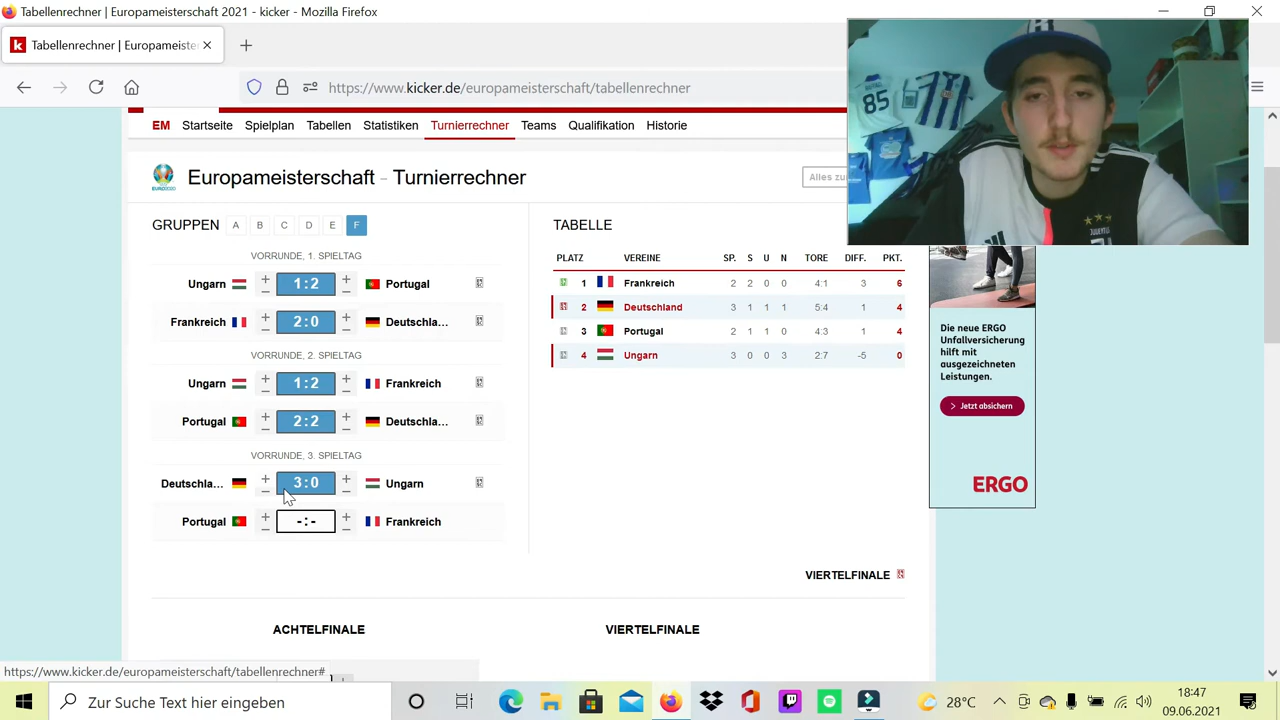 Tabellenrechner | Europameisterschaft 2021 - kicker - Mozilla Firefox
Tabellenrechner | Europameiste
https://www.kicker.de/europameisterschaft/tabellenrechner
EM Startseite Spielplan Tabellen Statistiken Turnierrechner Teams Qualifikation Historie
EURO2020
Europameisterschaft – Turnierrechner
Alles zu
GRUPPEN A B C D E F
VORRUNDE, 1. SPIELTAG
Ungarn + − 1:2 + − Portugal
Frankreich + − 2:0 + − Deutschla...
VORRUNDE, 2. SPIELTAG
Ungarn + − 1:2 + − Frankreich
Portugal + − 2:2 + − Deutschla...
VORRUNDE, 3. SPIELTAG
Deutschla... + − 3:0 + − Ungarn
Portugal + − -:- + − Frankreich
TABELLE
PLATZ VEREINE SP. S U N TORE DIFF. PKT.
1 Frankreich 2 2 0 0 4:1 3 6
2 Deutschland 3 1 1 1 5:4 1 4
3 Portugal 2 1 1 0 4:3 1 4
4 Ungarn 3 0 0 3 2:7 -5 0
VIERTELFINALE
ACHTELFINALE
VIERTELFINALE
85
JUVENTUS
Die neue ERGO
Unfallversicherung
hilft mit
ausgezeichneten
Leistungen.
Jetzt absichern
ERGO
https://www.kicker.de/europameisterschaft/tabellenrechner#
Zur Suche Text hier eingeben
28°C
18:47
09.06.2021